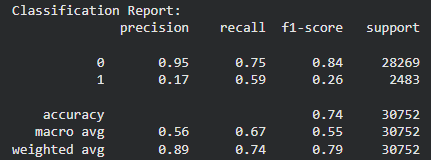 Classification Report:
precision recall f1-score support
0 0.95 0.75 0.84 28269
1 0.17 0.59 0.26 2483
accuracy 0.74 30752
macro avg 0.56 0.67 0.55 30752
weighted avg 0.89 0.74 0.79 30752